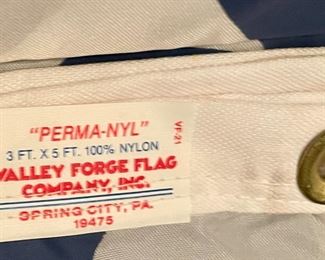 "PERMA-NYL"
3 FT. X 5 FT. 100% NYLON
VALLEY FORGE FLAG
COMPANY, INC.
SPRING CITY, PA.
19475
VF-21